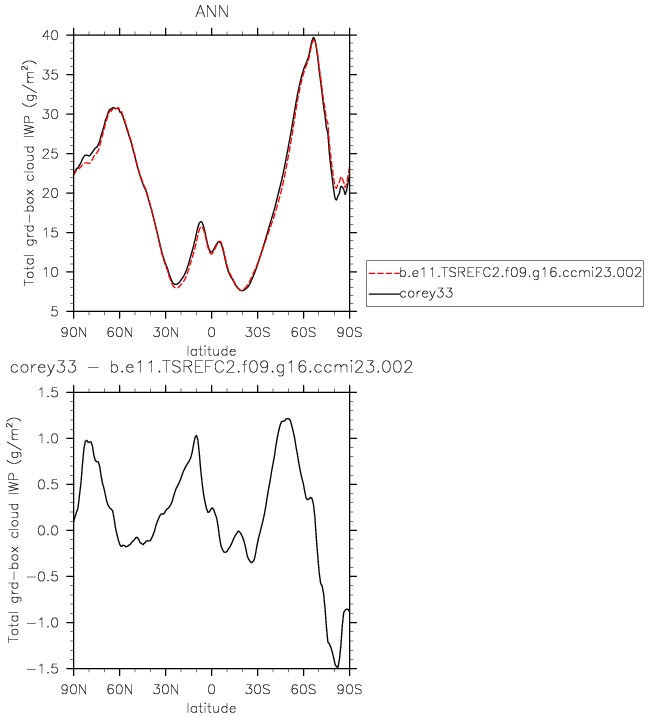 ANN
Total grd-box cloud IWP (g/m²)
40
35
30
25
20
15
10
5
90N 60N 30N 0 30S 60S 90S
latitude
b.e11.TSREFC2.f09.g16.ccmi23.002
corey33
corey33 - b.e11.TSREFC2.f09.g16.ccmi23.002
Total grd-box cloud IWP (g/m²)
1.5
1.0
0.5
0.0
-0.5
-1.0
-1.5
90N 60N 30N 0 30S 60S 90S
latitude